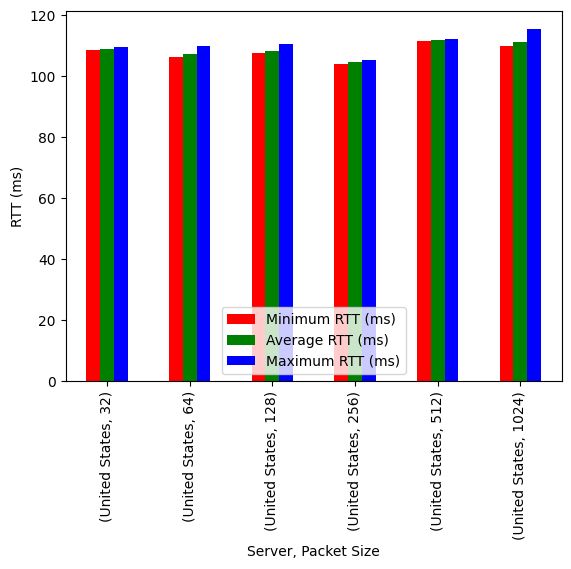 120
100
80
60
40
20
0
RTT (ms)
Minimum RTT (ms)
Average RTT (ms)
Maximum RTT (ms)
(United States, 32)
(United States, 64)
(United States, 128)
(United States, 256)
(United States, 512)
(United States, 1024)
Server, Packet Size